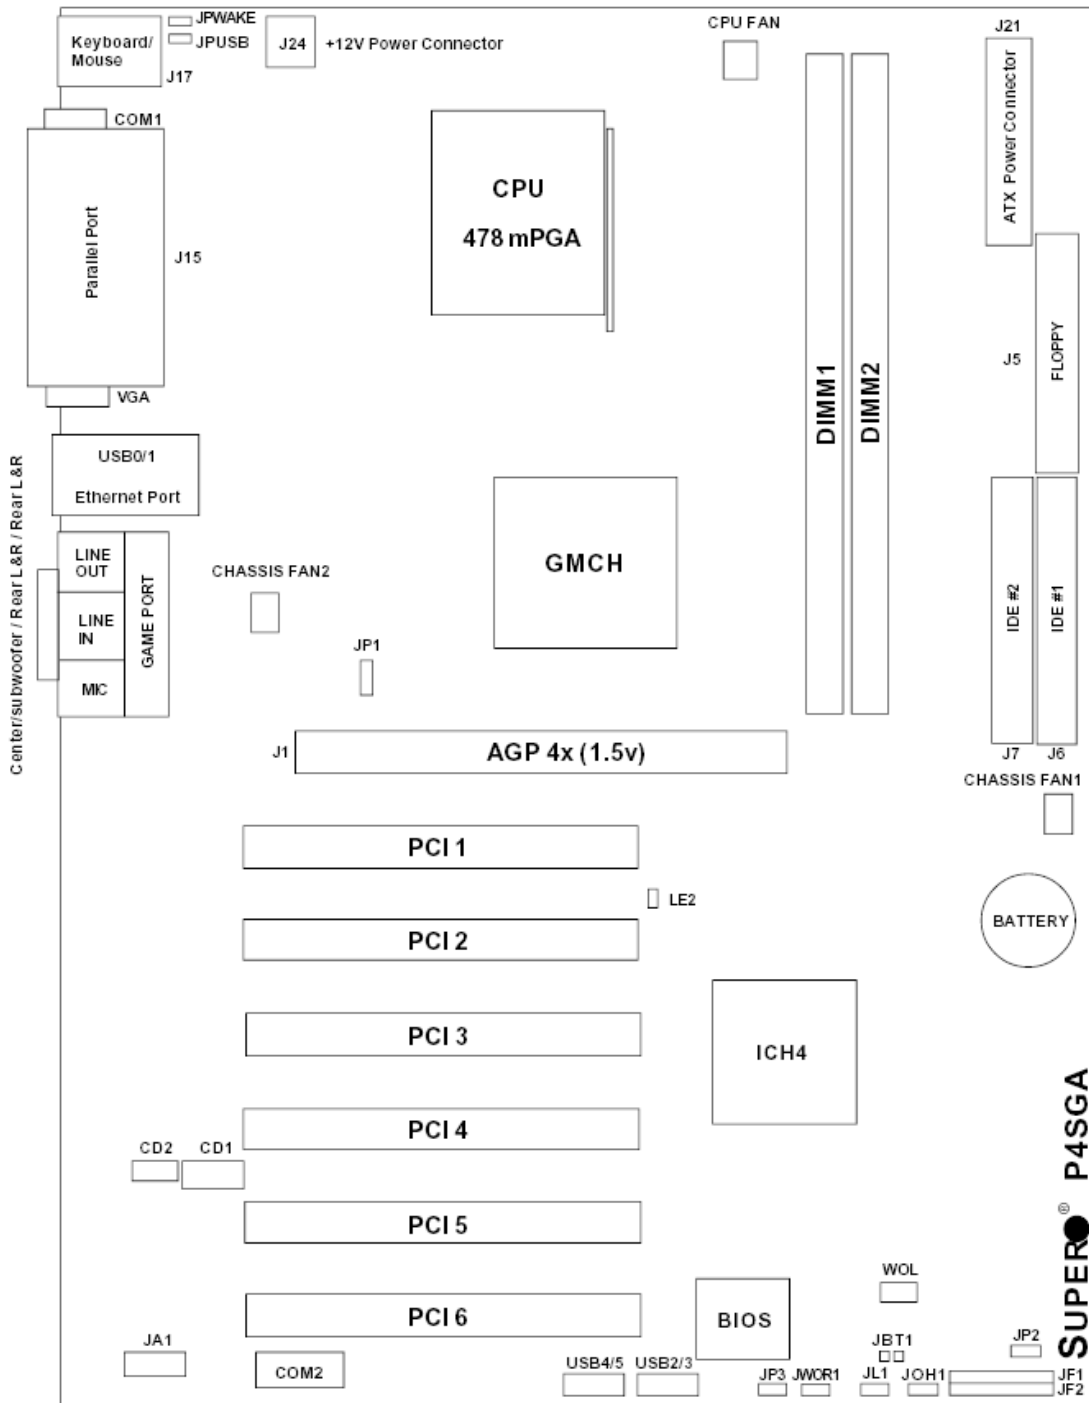 JPWAKE
JPUSB
Keyboard/
Mouse
J17
J24
+12V Power Connector
CPU FAN
J21
ATX Power Connector
COM1
Parallel Port
J15
VGA
CPU
478 mPGA
DIMM1
DIMM2
J5
FLOPPY
USB0/1
Ethernet Port
Center/subwoofer / Rear L&R / Rear L&R
LINE
OUT
LINE
IN
MIC
GAME PORT
CHASSIS FAN2
JP1
GMCH
IDE #2
IDE #1
J7
J6
J1
AGP 4x (1.5v)
CHASSIS FAN1
PCI 1
LE2
BATTERY
PCI 2
PCI 3
ICH4
PCI 4
CD2
CD1
PCI 5
SUPER® P4SGA
WOL
PCI 6
BIOS
JA1
COM2
USB4/5
USB2/3
JBT1
JP2
JP3
JWOR1
JL1
JOH1
JF1
JF2